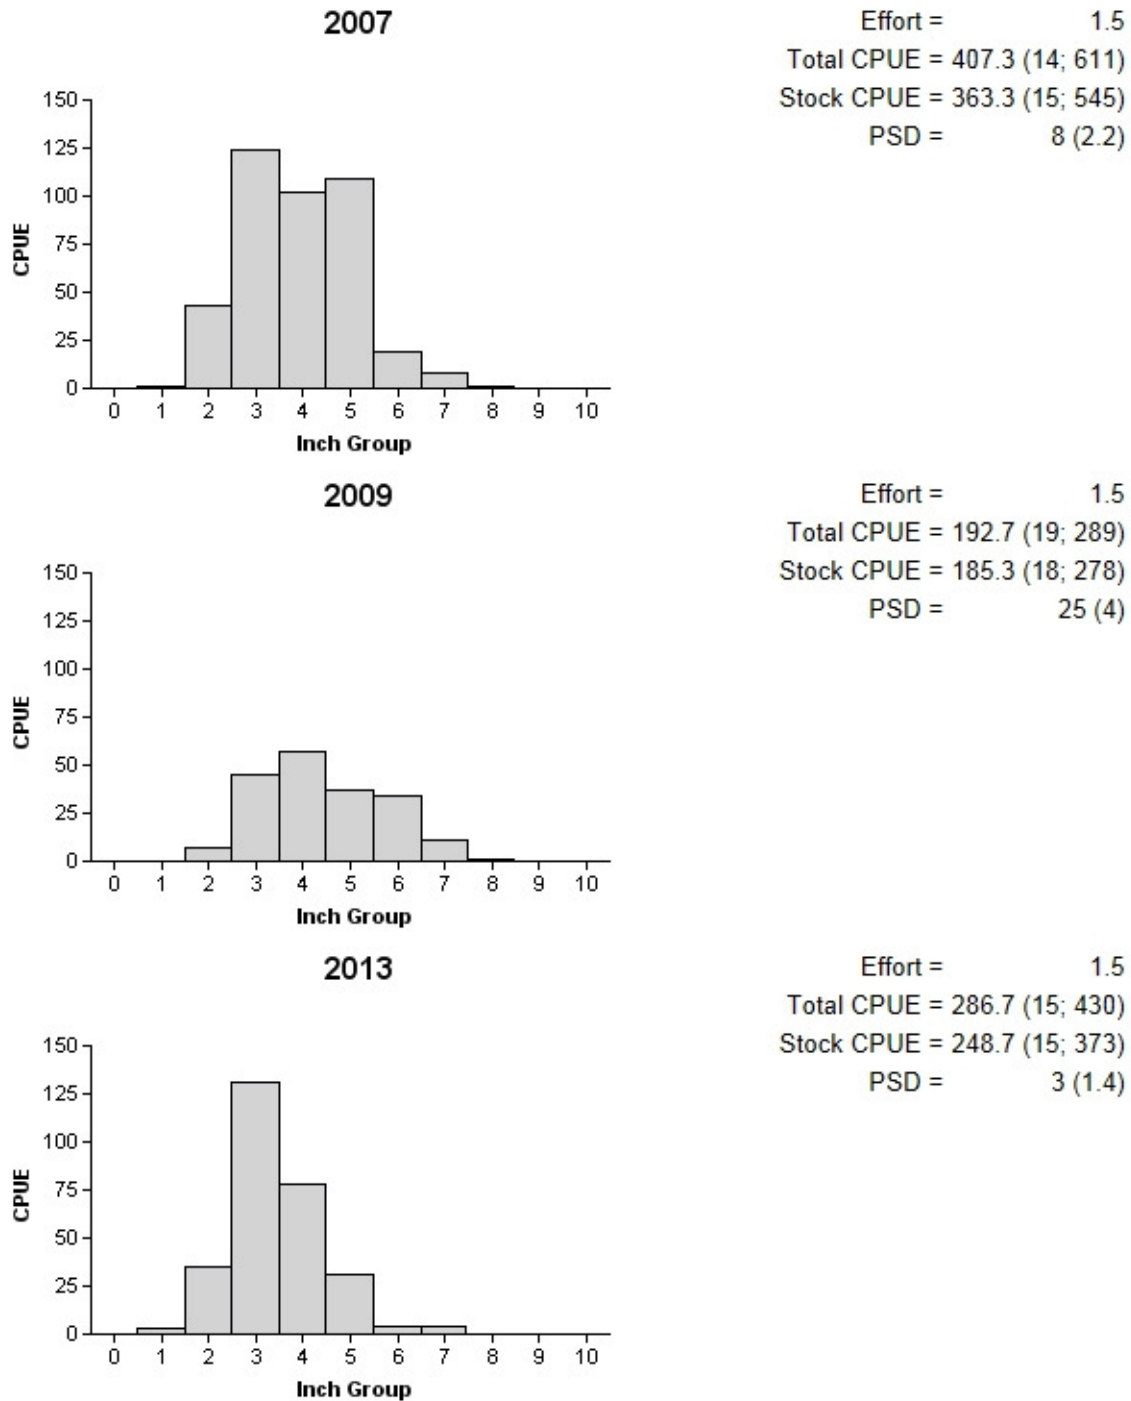 2007
Effort = 1.5
Total CPUE = 407.3 (14; 611)
Stock CPUE = 363.3 (15; 545)
PSD = 8 (2.2)
150
125
100
75
50
25
0
CPUE
0 1 2 3 4 5 6 7 8 9 10
Inch Group
2009
Effort = 1.5
Total CPUE = 192.7 (19; 289)
Stock CPUE = 185.3 (18; 278)
PSD = 25 (4)
150
125
100
75
50
25
0
CPUE
0 1 2 3 4 5 6 7 8 9 10
Inch Group
2013
Effort = 1.5
Total CPUE = 286.7 (15; 430)
Stock CPUE = 248.7 (15; 373)
PSD = 3 (1.4)
150
125
100
75
50
25
0
CPUE
0 1 2 3 4 5 6 7 8 9 10
Inch Group